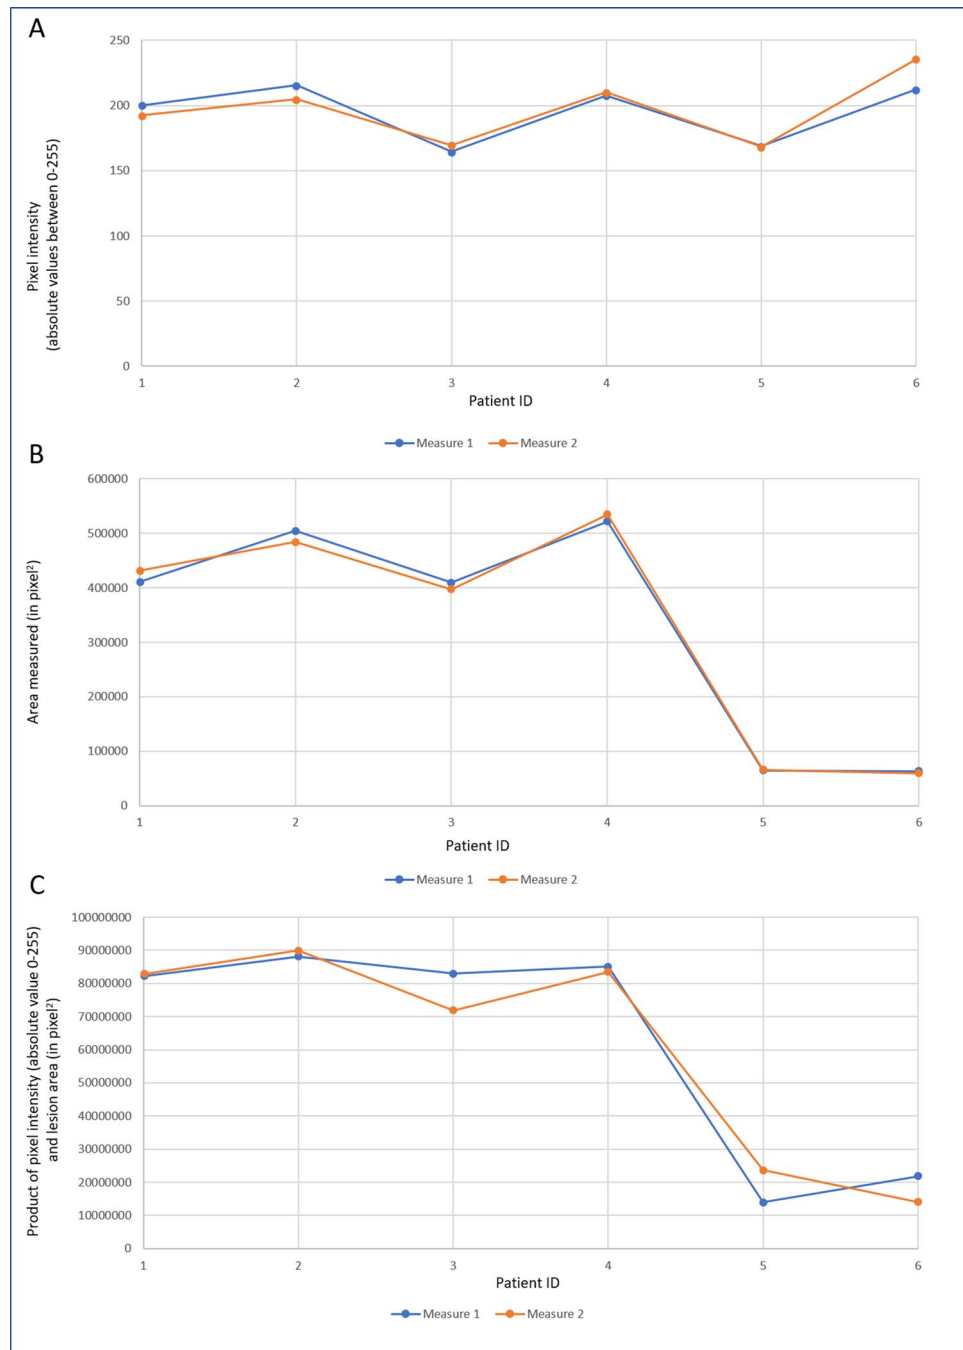 A
250
200
150
100
50
0
Pixel intensity
(absolute values between 0-255)
1 2 3 4 5 6
Patient ID
Measure 1 Measure 2
B
600000
500000
400000
300000
200000
100000
0
Area measured (in pixel²)
1 2 3 4 5 6
Patient ID
Measure 1 Measure 2
C
100000000
90000000
80000000
70000000
60000000
50000000
40000000
30000000
20000000
10000000
0
Product of pixel intensity (absolute value 0-255)
and lesion area (in pixel²)
1 2 3 4 5 6
Patient ID
Measure 1 Measure 2